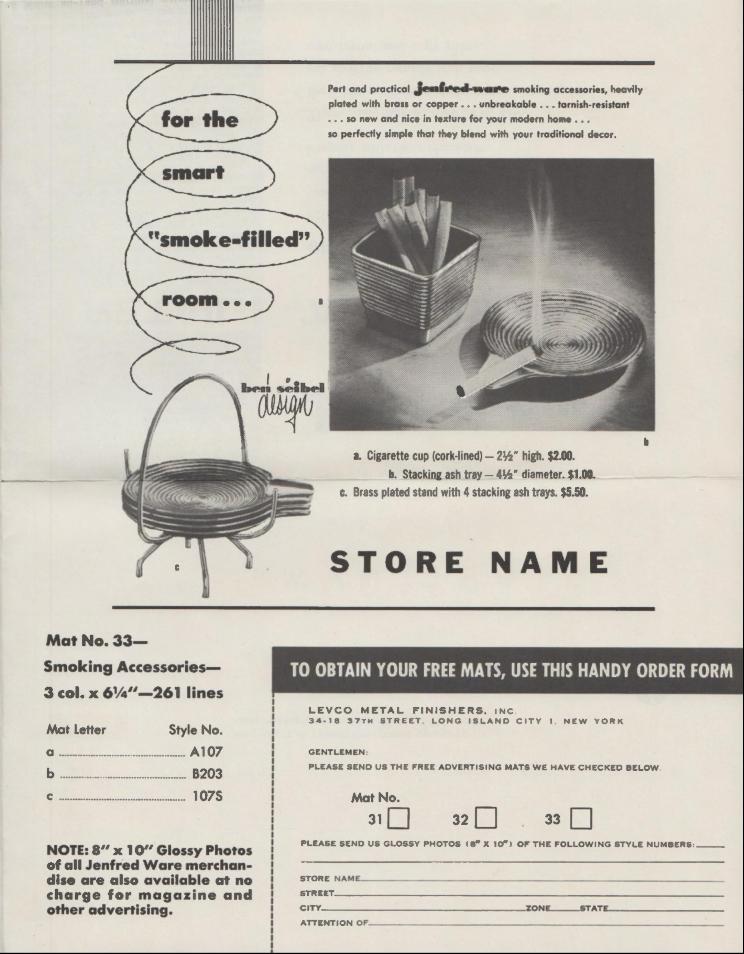 for the
smart
"smoke-filled"
room...
Pert and practical jenfred-ware smoking accessories, heavily
plated with brass or copper . . . unbreakable . . . tarnish-resistant
. . . so new and nice in texture for your modern home . . .
so perfectly simple that they blend with your traditional decor.
a
ben seibel
design
b
a. Cigarette cup (cork-lined) — 2½" high. $2.00.
b. Stacking ash tray — 4½" diameter. $1.00.
c. Brass plated stand with 4 stacking ash trays. $5.50.
c
STORE NAME
Mat No. 33—
Smoking Accessories—
3 col. x 6¼"—261 lines
Mat Letter Style No.
a A107
b B203
c 107S
NOTE: 8" x 10" Glossy Photos
of all Jenfred Ware merchan-
dise are also available at no
charge for magazine and
other advertising.
TO OBTAIN YOUR FREE MATS, USE THIS HANDY ORDER FORM
LEVCO METAL FINISHERS, INC.
34-18 37TH STREET, LONG ISLAND CITY 1, NEW YORK
GENTLEMEN:
PLEASE SEND US THE FREE ADVERTISING MATS WE HAVE CHECKED BELOW.
Mat No.
31 32 33
PLEASE SEND US GLOSSY PHOTOS (8" X 10") OF THE FOLLOWING STYLE NUMBERS:
STORE NAME
STREET
CITY ZONE STATE
ATTENTION OF